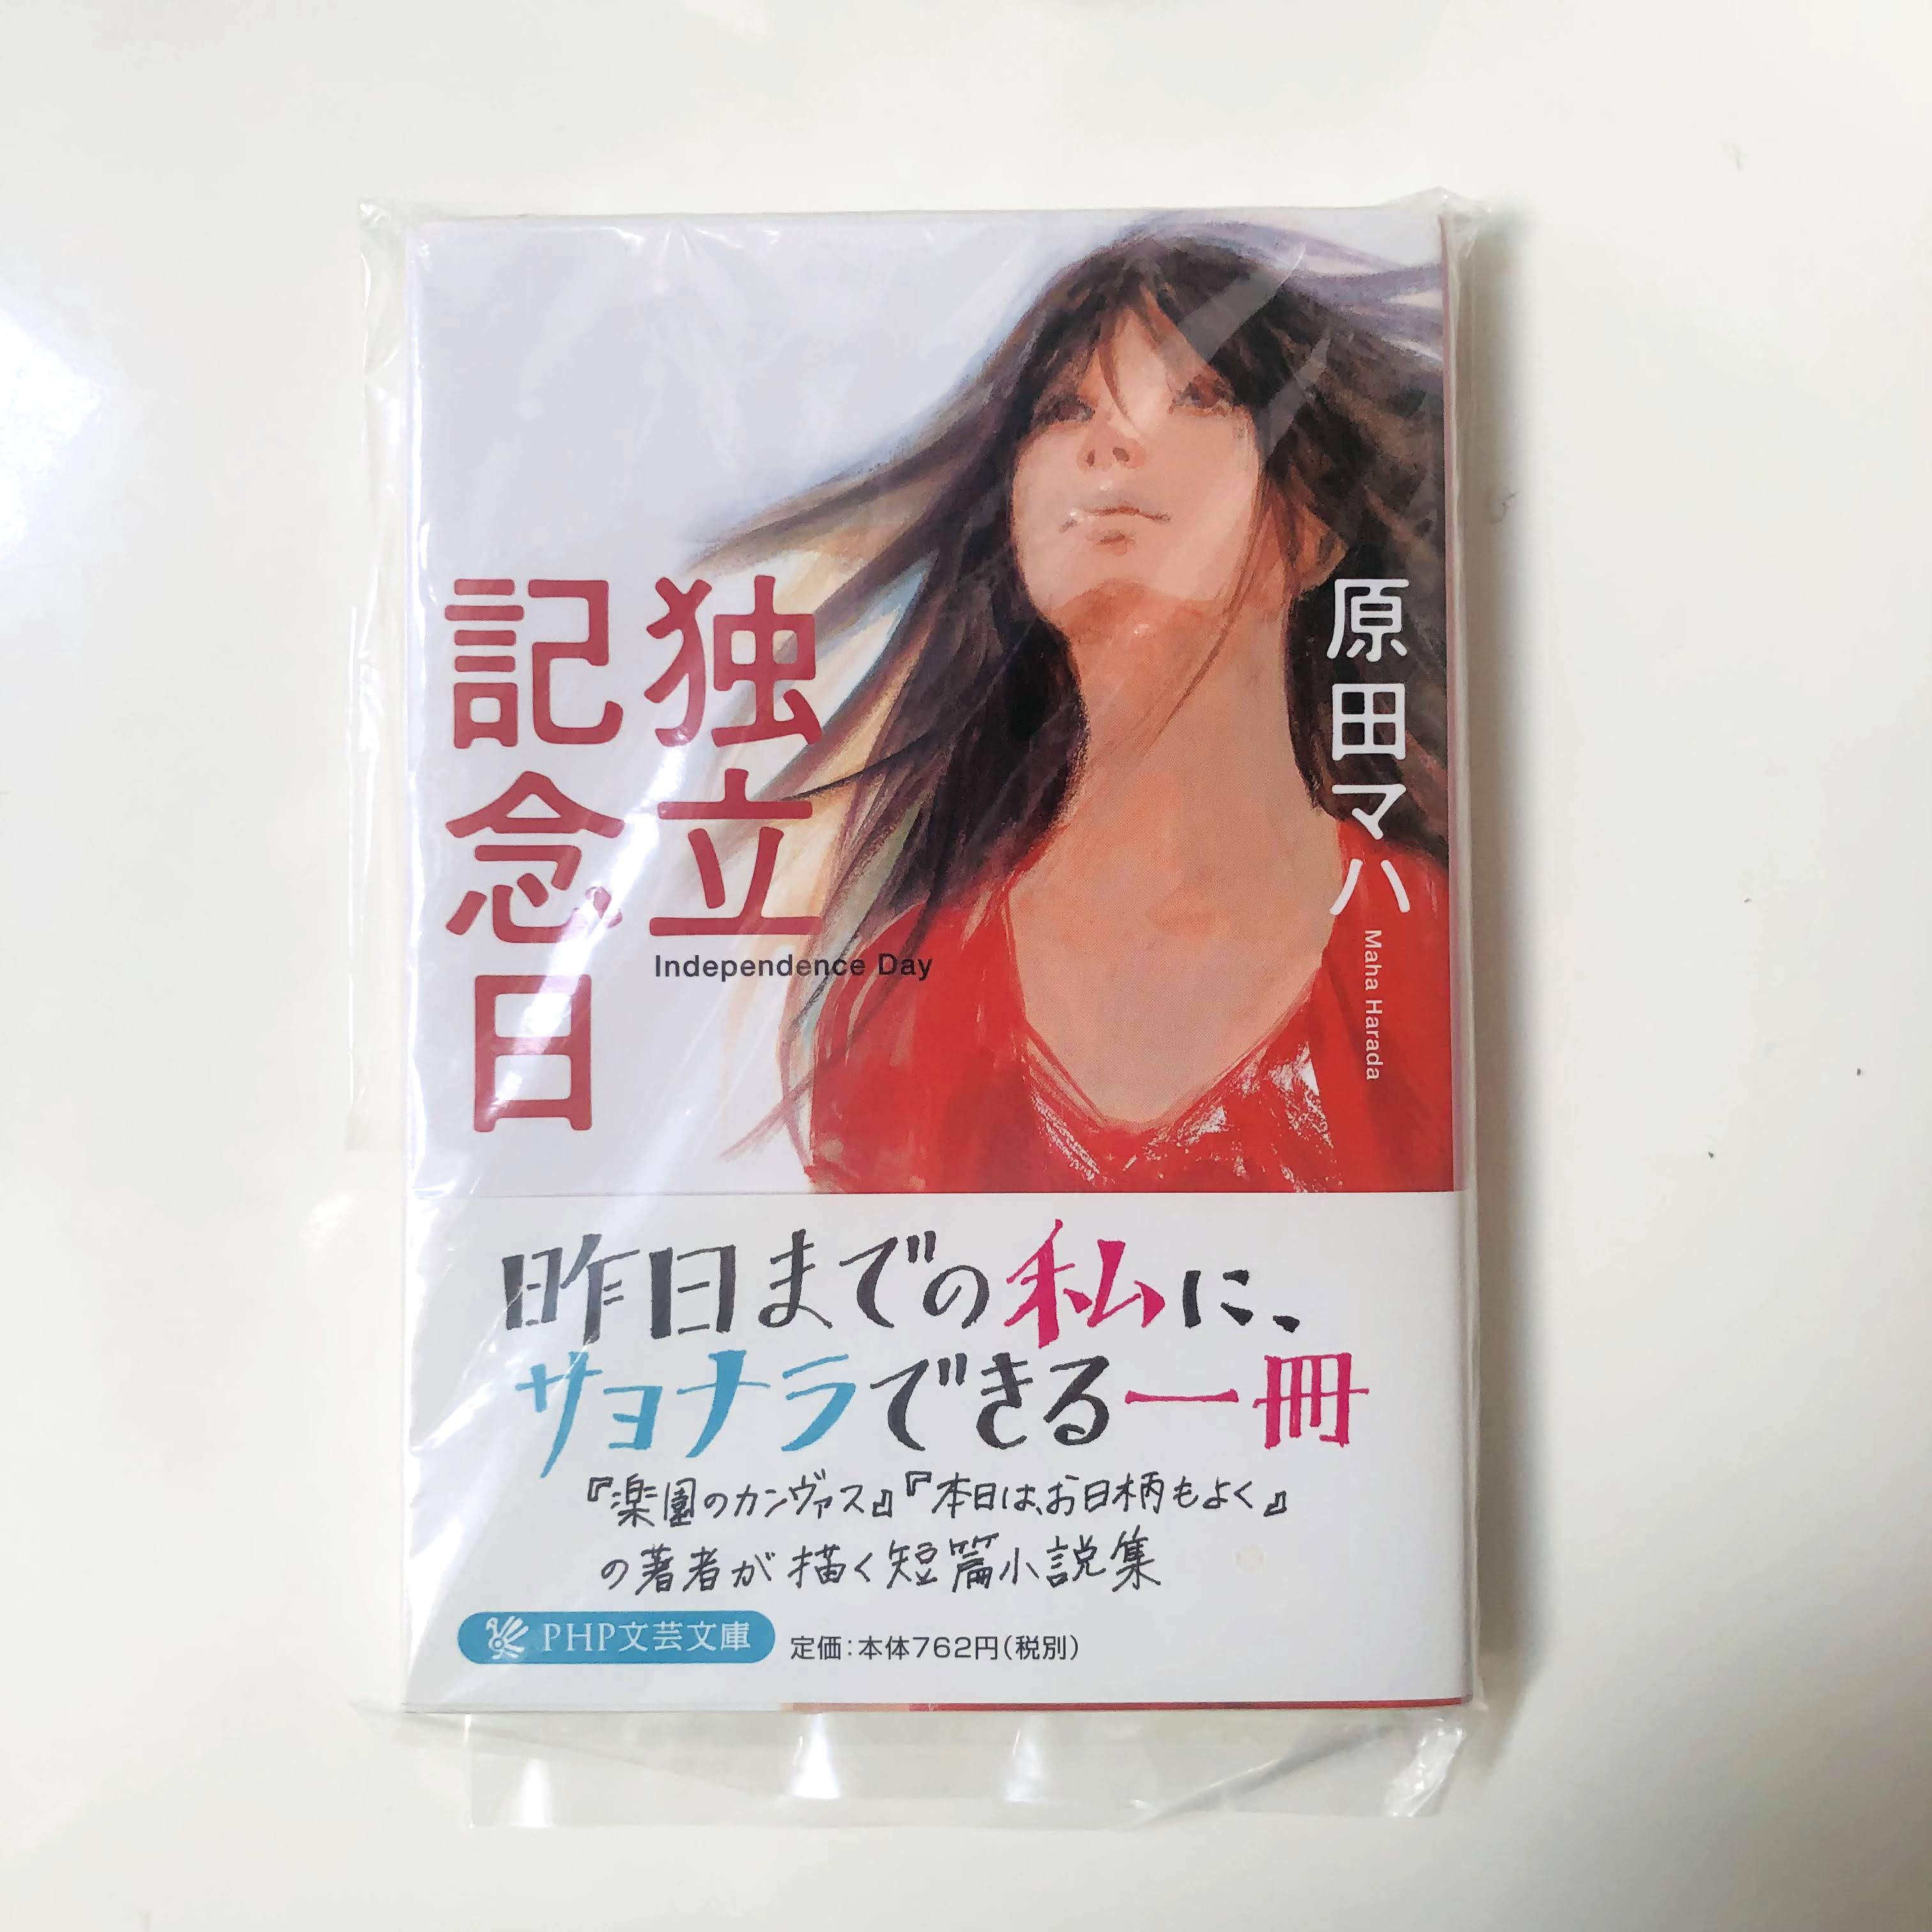 独立
記念日
Independence Day
原田マハ
Maha Harada
昨日までの私に、
サヨナラできる一冊
『楽園のカンヴァス』『本日は、お日柄もよく』
の著者が描く短篇小説集
PHP文芸文庫
定価:本体762円(税別)